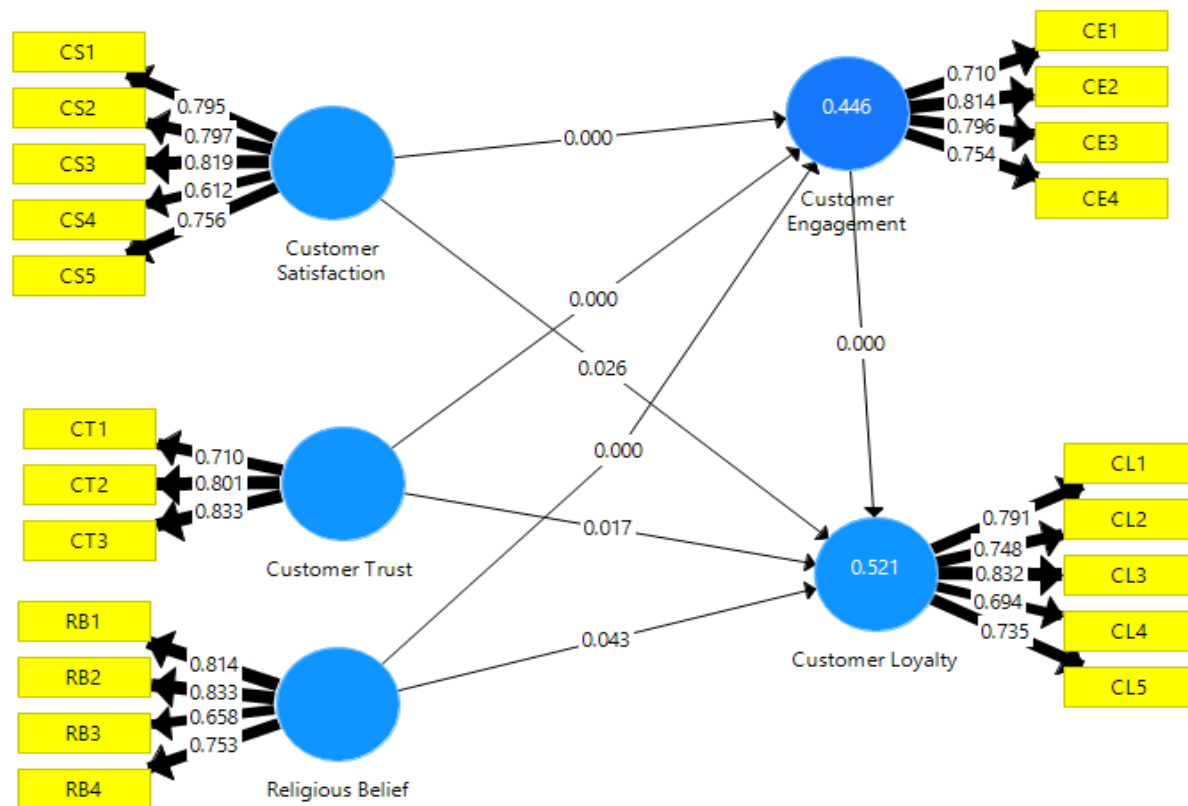 CS1
CS2
CS3
CS4
CS5
0.795
0.797
0.819
0.612
0.756
Customer
Satisfaction
0.000
0.446
Customer
Engagement
0.710
0.814
0.796
0.754
CE1
CE2
CE3
CE4
0.000
0.026
0.000
0.000
CT1
CT2
CT3
0.710
0.801
0.833
Customer Trust
0.017
0.043
RB1
RB2
RB3
RB4
0.814
0.833
0.658
0.753
Religious Belief
0.521
Customer Loyalty
0.791
0.748
0.832
0.694
0.735
CL1
CL2
CL3
CL4
CL5